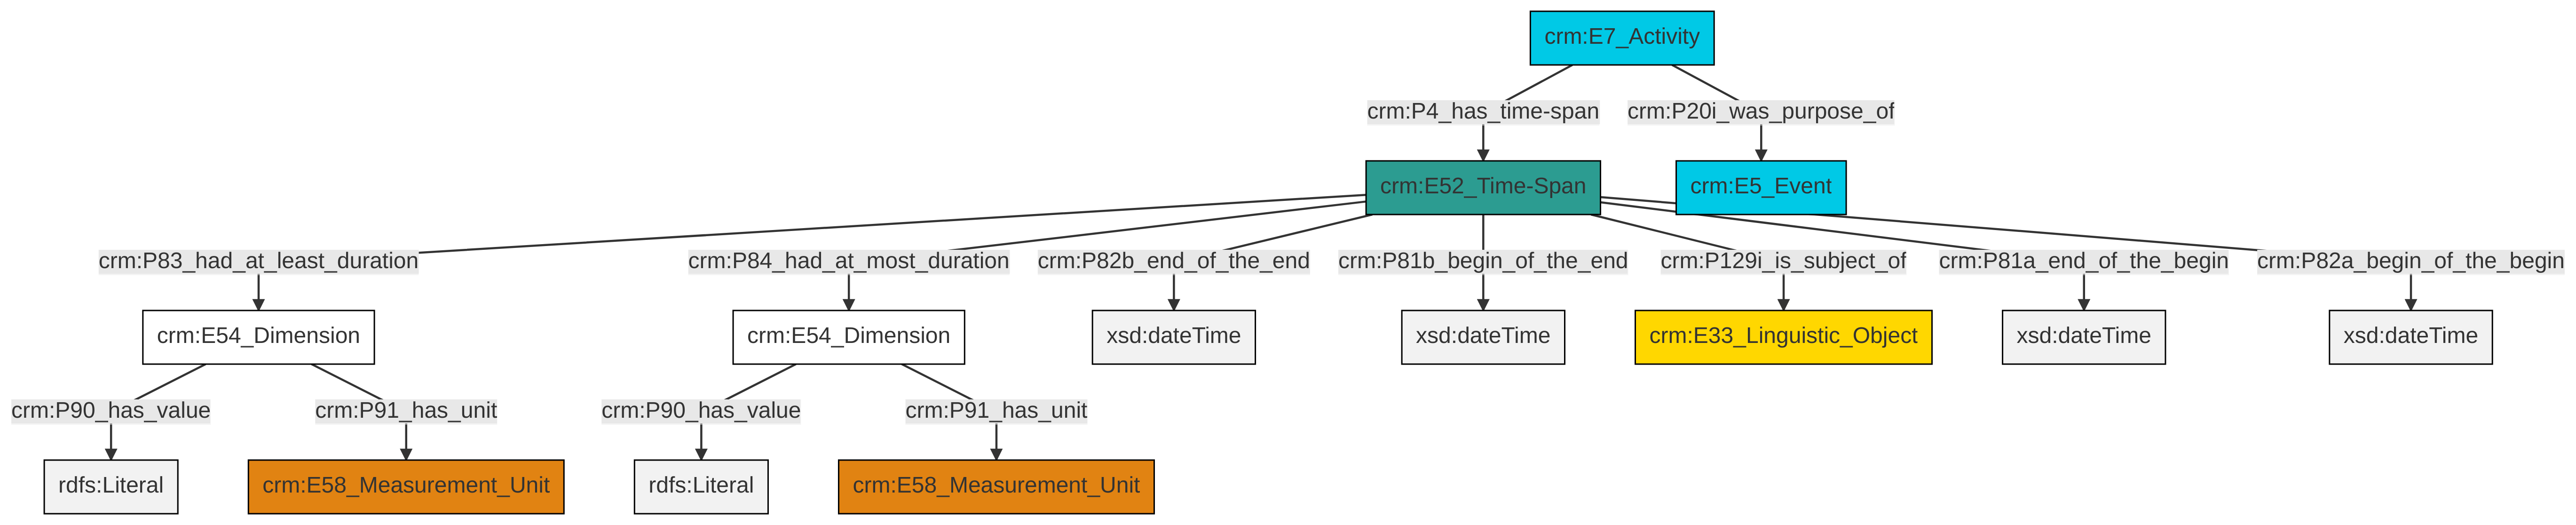 crm:E7_Activity
crm:P4_has_time-span
crm:P20i_was_purpose_of
crm:E52_Time-Span
crm:E5_Event
crm:P83_had_at_least_duration
crm:P84_had_at_most_duration
crm:P82b_end_of_the_end
crm:P81b_begin_of_the_end
crm:P129i_is_subject_of
crm:P81a_end_of_the_begin
crm:P82a_begin_of_the_begin
crm:E54_Dimension
crm:E54_Dimension
xsd:dateTime
xsd:dateTime
crm:E33_Linguistic_Object
xsd:dateTime
xsd:dateTime
crm:P90_has_value
crm:P91_has_unit
crm:P90_has_value
crm:P91_has_unit
rdfs:Literal
crm:E58_Measurement_Unit
rdfs:Literal
crm:E58_Measurement_Unit